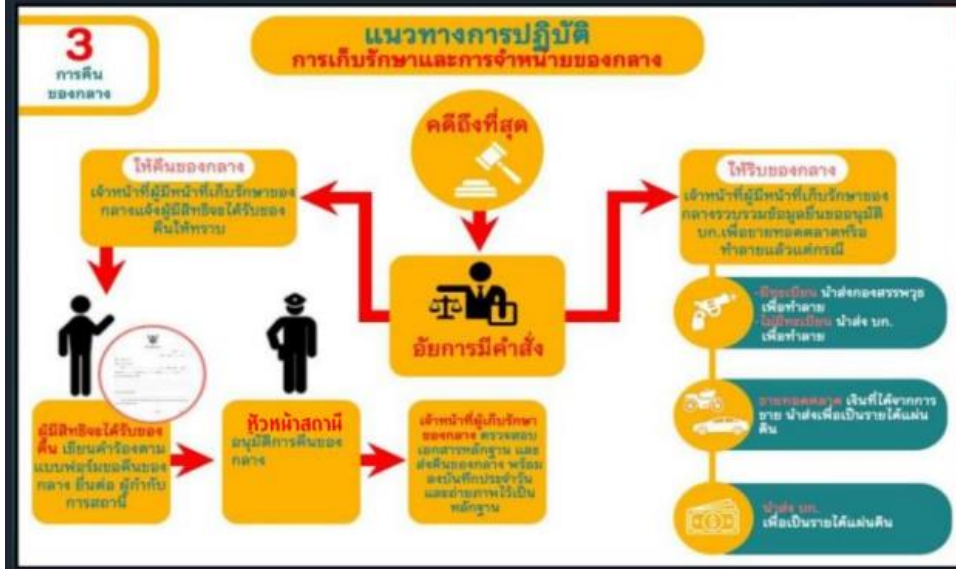 3
การคืน
ของกลาง
แนวทางการปฏิบัติ
การเก็บรักษาและการจำหน่ายของกลาง
คดีถึงที่สุด
ให้คืนของกลาง
เจ้าหน้าที่ผู้มีหน้าที่เก็บรักษาของ
กลางแจ้งผู้มีสิทธิจะได้รับของ
คืนให้ทราบ
ให้ริบของกลาง
เจ้าหน้าที่ผู้มีหน้าที่เก็บรักษาของ
กลางรวบรวมข้อมูลยื่นขออนุมัติ
บก.เพื่อขายทอดตลาดหรือ
ทำลายแล้วแต่กรณี
อัยการมีคำสั่ง
-มีทะเบียน นำส่งกองสรรพวุธ
เพื่อทำลาย
-ไม่มีทะเบียน นำส่ง บก.
เพื่อทำลาย
ขายทอดตลาด เงินที่ได้จากการ
ขาย นำส่งเพื่อเป็นรายได้แผ่น
ดิน
นำส่ง บก.
เพื่อเป็นรายได้แผ่นดิน
ผู้มีสิทธิจะได้รับของ
คืน เขียนคำร้องตาม
แบบฟอร์มขอคืนของ
กลาง ยื่นต่อ ผู้กำกับ
การสถานี
หัวหน้าสถานี
อนุมัติการคืนของ
กลาง
เจ้าหน้าที่ผู้เก็บรักษา
ของกลาง ตรวจสอบ
เอกสารหลักฐาน และ
ส่งคืนของกลาง พร้อม
ลงบันทึกประจำวัน
และถ่ายภาพไว้เป็น
หลักฐาน